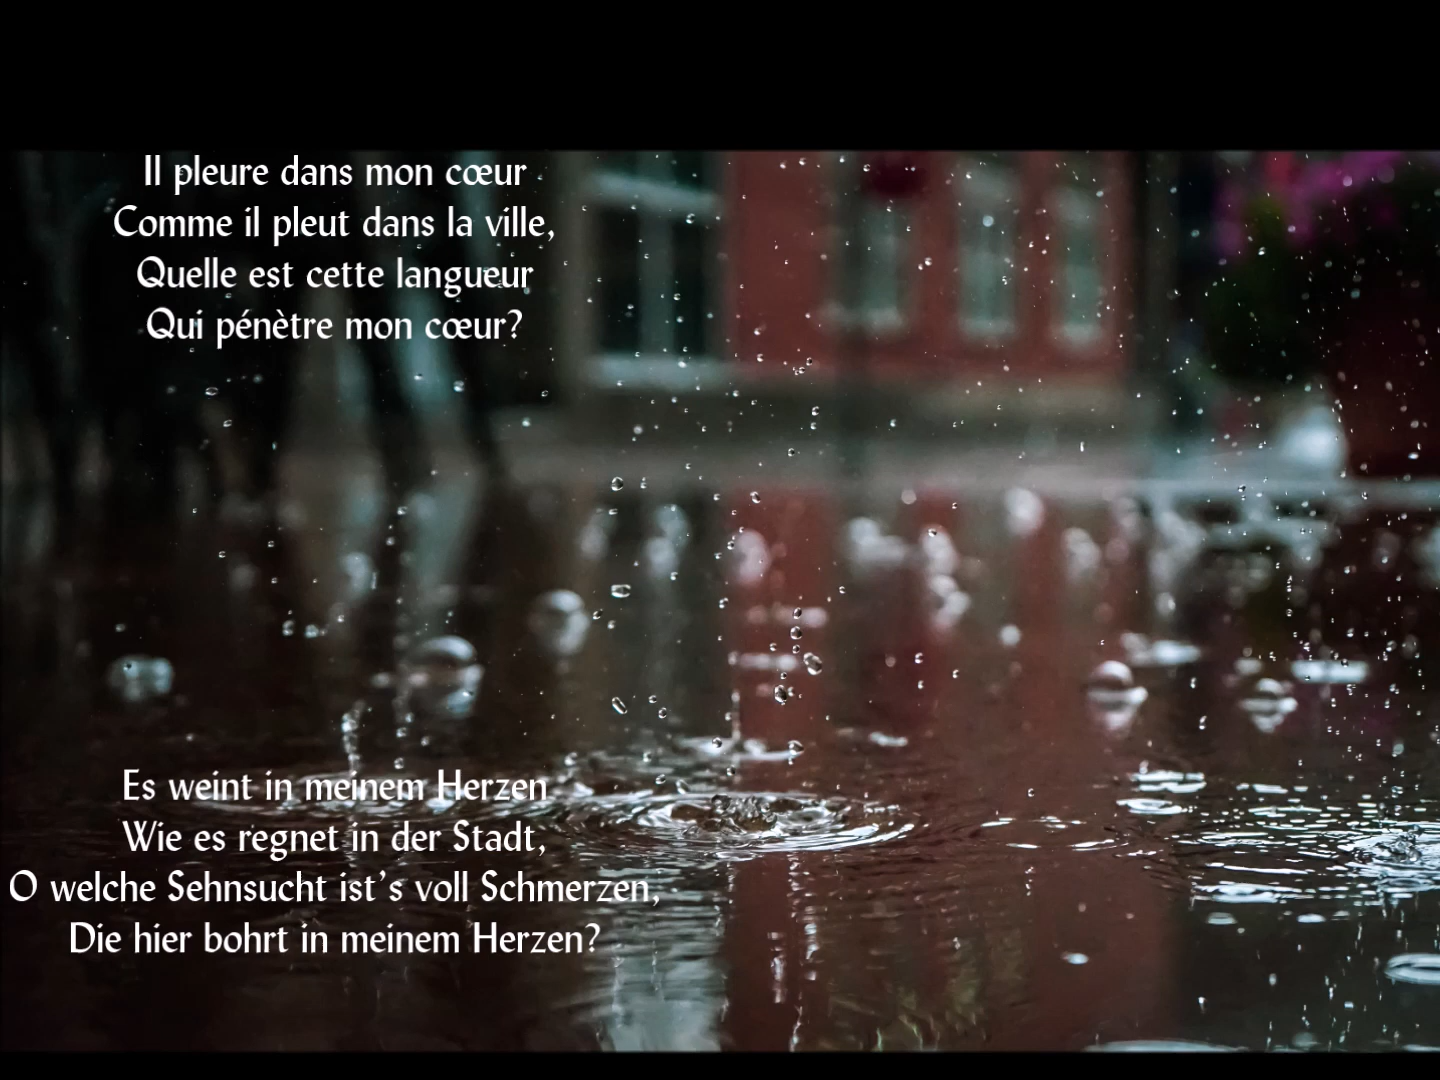 Il pleure dans mon cœur
Comme il pleut dans la ville,
Quelle est cette langueur
Qui pénètre mon cœur?
Es weint in meinem Herzen
Wie es regnet in der Stadt,
O welche Sehnsucht ist's voll Schmerzen,
Die hier bohrt in meinem Herzen?